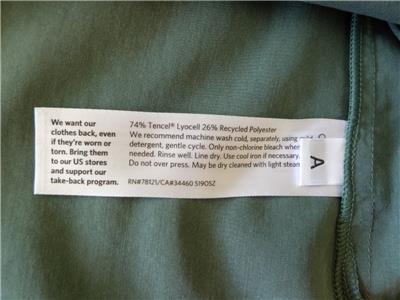 We want our
clothes back, even
if they're worn or
torn. Bring them
to our US stores
and support our
take-back program.
74% Tencel® Lyocell 26% Recycled Polyester
We recommend machine wash cold, separately, using
detergent, gentle cycle. Only non-chlorine bleach when
needed. Rinse well. Line dry. Use cool iron if necessary.
Do not over press. May be dry cleaned with light steam
RN#78121/CA#34460 S190SZ
A